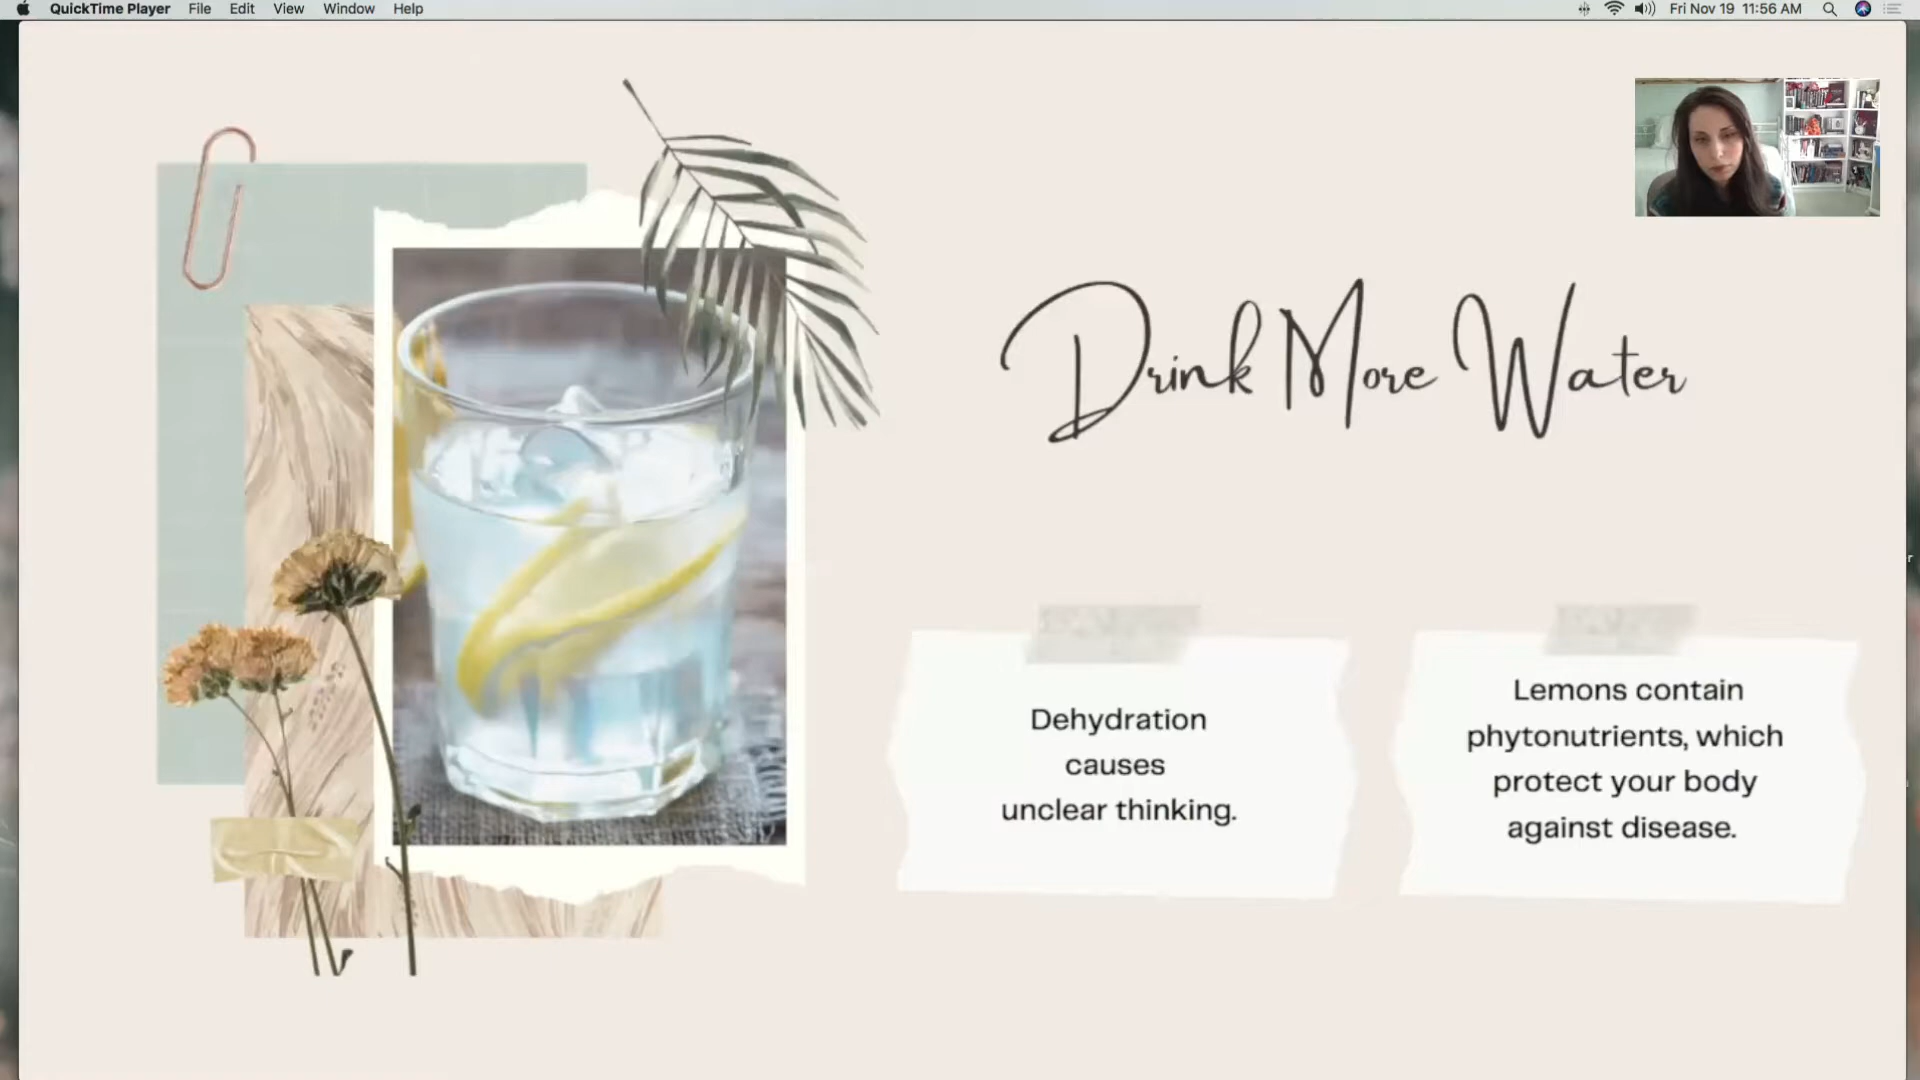 QuickTime Player File Edit View Window Help
Fri Nov 19 11:56 AM
Drink More Water
Dehydration
causes
unclear thinking.
Lemons contain
phytonutrients, which
protect your body
against disease.